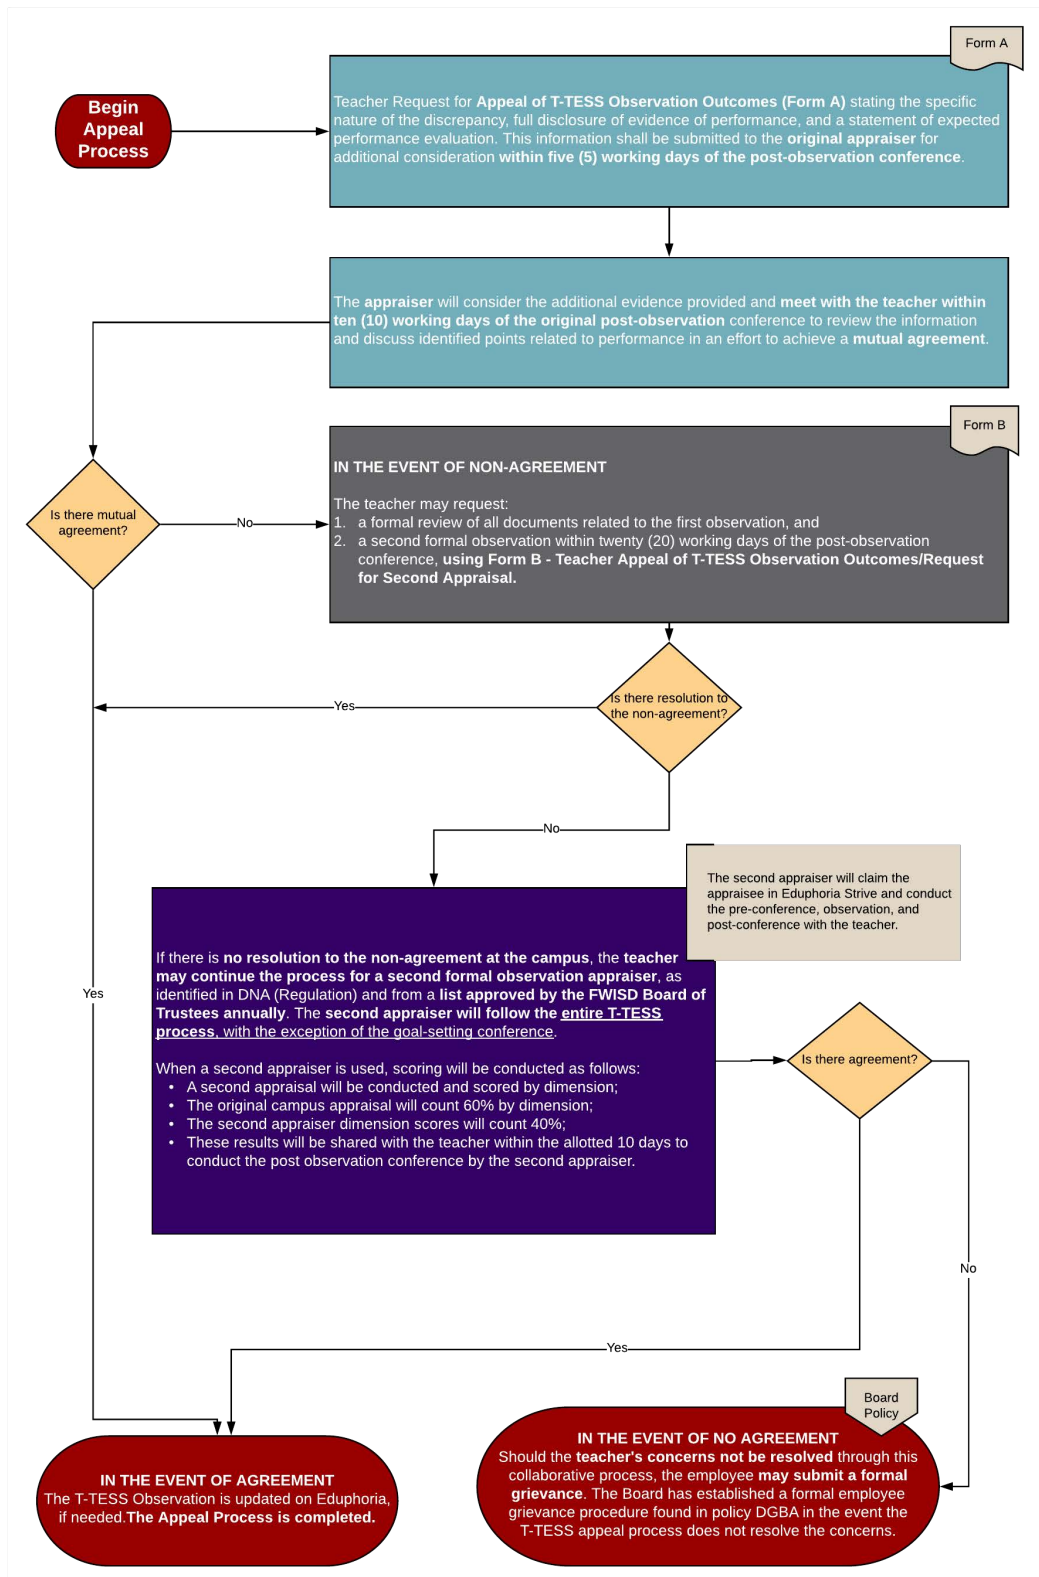 Form A
Begin
Appeal
Process
Teacher Request for Appeal of T-TESS Observation Outcomes (Form A) stating the specific
nature of the discrepancy, full disclosure of evidence of performance, and a statement of expected
performance evaluation. This information shall be submitted to the original appraiser for
additional consideration within five (5) working days of the post-observation conference.
The appraiser will consider the additional evidence provided and meet with the teacher within
ten (10) working days of the original post-observation conference to review the information
and discuss identified points related to performance in an effort to achieve a mutual agreement.
Form B
Is there mutual
agreement?
No
IN THE EVENT OF NON-AGREEMENT
The teacher may request:
1. a formal review of all documents related to the first observation, and
2. a second formal observation within twenty (20) working days of the post-observation
conference, using Form B - Teacher Appeal of T-TESS Observation Outcomes/Request
for Second Appraisal.
Is there resolution to
the non-agreement?
Yes
No
The second appraiser will claim the
appraisee in Eduphoria Strive and conduct
the pre-conference, observation, and
post-conference with the teacher.
If there is no resolution to the non-agreement at the campus, the teacher
may continue the process for a second formal observation appraiser, as
identified in DNA (Regulation) and from a list approved by the FWISD Board of
Trustees annually. The second appraiser will follow the entire T-TESS
process, with the exception of the goal-setting conference.
When a second appraiser is used, scoring will be conducted as follows:
• A second appraisal will be conducted and scored by dimension;
• The original campus appraisal will count 60% by dimension;
• The second appraiser dimension scores will count 40%;
• These results will be shared with the teacher within the allotted 10 days to
conduct the post observation conference by the second appraiser.
Yes
Is there agreement?
No
Yes
Board
Policy
IN THE EVENT OF AGREEMENT
The T-TESS Observation is updated on Eduphoria,
if needed.The Appeal Process is completed.
IN THE EVENT OF NO AGREEMENT
Should the teacher's concerns not be resolved through this
collaborative process, the employee may submit a formal
grievance. The Board has established a formal employee
grievance procedure found in policy DGBA in the event the
T-TESS appeal process does not resolve the concerns.